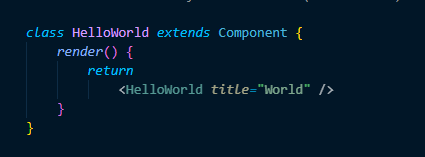 class HelloWorld extends Component {
render() {
return
<HelloWorld title="World" />
}
}